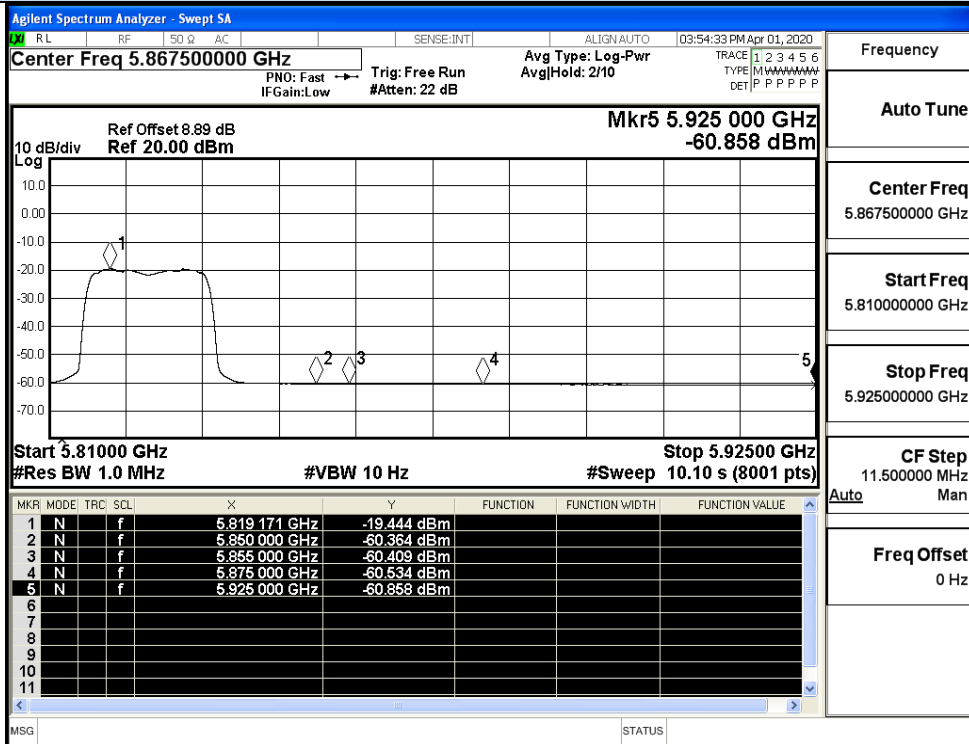 Agilent Spectrum Analyzer - Swept SA
LXI RL RF 50 Ω AC SENSE:INT ALIGN AUTO 03:54:33 PM Apr 01, 2020
Center Freq 5.867500000 GHz
PNO: Fast
IFGain:Low
Trig: Free Run
#Atten: 22 dB
Avg Type: Log-Pwr
Avg|Hold: 2/10
TRACE 1 2 3 4 5 6
TYPE MWWWWW
DET P P P P P P
Ref Offset 8.89 dB
Ref 20.00 dBm
10 dB/div
Log
Mkr5 5.925 000 GHz
-60.858 dBm
10.0
0.00
-10.0
-20.0
-30.0
-40.0
-50.0
-60.0
-70.0
1
2
3
4
5
Start 5.81000 GHz
Stop 5.92500 GHz
#Res BW 1.0 MHz
#VBW 10 Hz
#Sweep 10.10 s (8001 pts)
MKR MODE TRC SCL X Y FUNCTION FUNCTION WIDTH FUNCTION VALUE
1 N f 5.819 171 GHz -19.444 dBm
2 N f 5.850 000 GHz -60.364 dBm
3 N f 5.855 000 GHz -60.409 dBm
4 N f 5.875 000 GHz -60.534 dBm
5 N f 5.925 000 GHz -60.858 dBm
6
7
8
9
10
11
MSG
STATUS
Frequency
Auto Tune
Center Freq
5.867500000 GHz
Start Freq
5.810000000 GHz
Stop Freq
5.925000000 GHz
CF Step
11.500000 MHz
Auto Man
Freq Offset
0 Hz